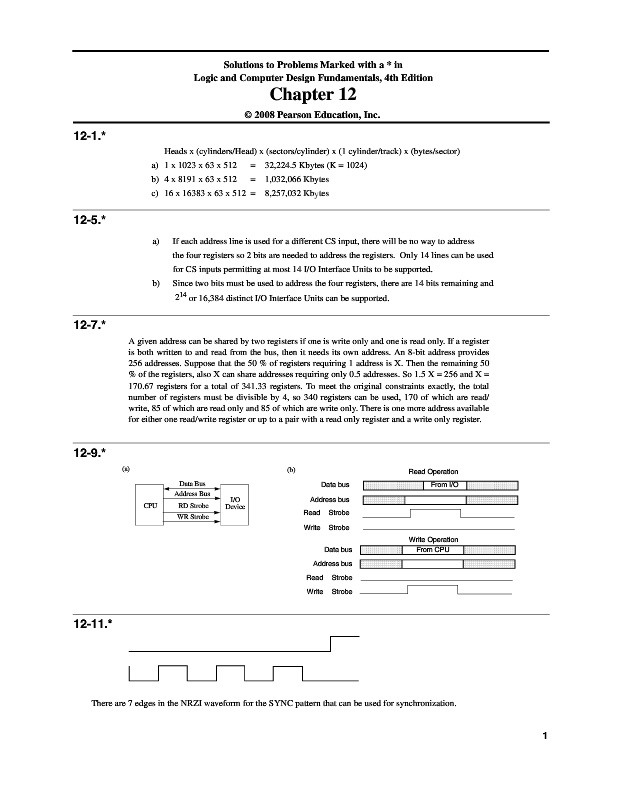 Solutions to Problems Marked with a * in
Logic and Computer Design Fundamentals, 4th Edition
Chapter 12
© 2008 Pearson Education, Inc.
12-1.*
Heads x (cylinders/Head) x (sectors/cylinder) x (1 cylinder/track) x (bytes/sector)
a) 1 x 1023 x 63 x 512 = 32,224.5 Kbytes (K = 1024)
b) 4 x 8191 x 63 x 512 = 1,032,066 Kbytes
c) 16 x 16383 x 63 x 512 = 8,257,032 Kbytes
12-5.*
a) If each address line is used for a different CS input, there will be no way to address
the four registers so 2 bits are needed to address the registers. Only 14 lines can be used
for CS inputs permitting at most 14 I/O Interface Units to be supported.
b) Since two bits must be used to address the four registers, there are 14 bits remaining and
2^14 or 16,384 distinct I/O Interface Units can be supported.
12-7.*
A given address can be shared by two registers if one is write only and one is read only. If a register
is both written to and read from the bus, then it needs its own address. An 8-bit address provides
256 addresses. Suppose that the 50 % of registers requiring 1 address is X. Then the remaining 50
% of the registers, also X can share addresses requiring only 0.5 addresses. So 1.5 X = 256 and X =
170.67 registers for a total of 341.33 registers. To meet the original constraints exactly, the total
number of registers must be divisible by 4, so 340 registers can be used, 170 of which are read/
write, 85 of which are read only and 85 of which are write only. There is one more address available
for either one read/write register or up to a pair with a read only register and a write only register.
12-9.*
(a)
CPU
Data Bus
Address Bus
RD Strobe
WR Strobe
I/O
Device
(b)
Read Operation
Data bus From I/O
Address bus
Read Strobe
Write Strobe
Write Operation
Data bus From CPU
Address bus
Read Strobe
Write Strobe
12-11.*
There are 7 edges in the NRZI waveform for the SYNC pattern that can be used for synchronization.
1